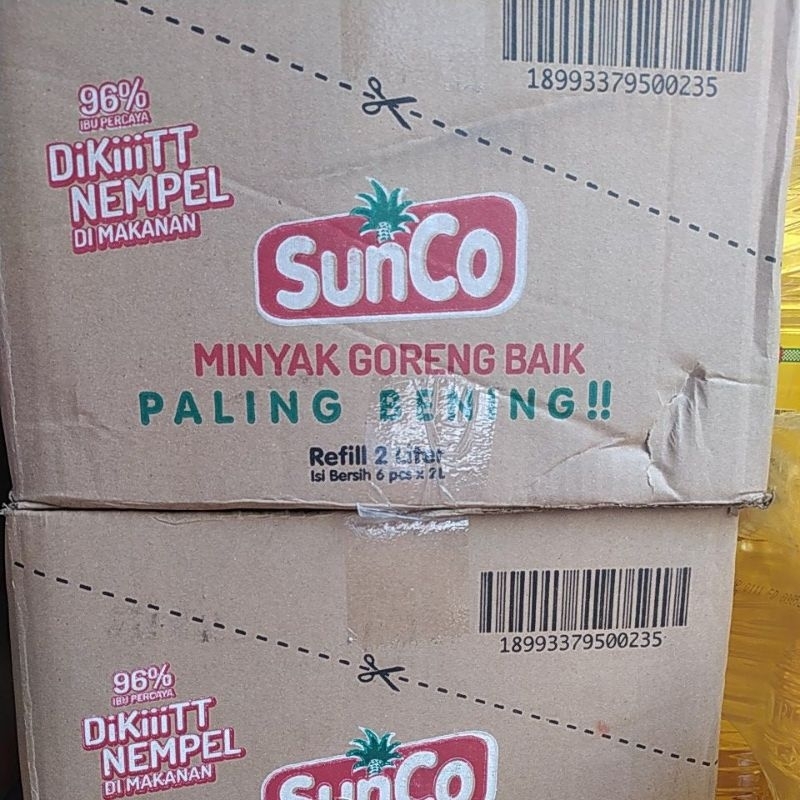 18993379500235
96%
IBU PERCAYA
DiKiiiTT
NEMPEL
DI MAKANAN
SunCo
MINYAK GORENG BAIK
PALING BENING!!
Refill 2 Liter
Isi Bersih 6 pcs x 2L
18993379500235
96%
IBU PERCAYA
DiKiiiTT
NEMPEL
DI MAKANAN
SunCo